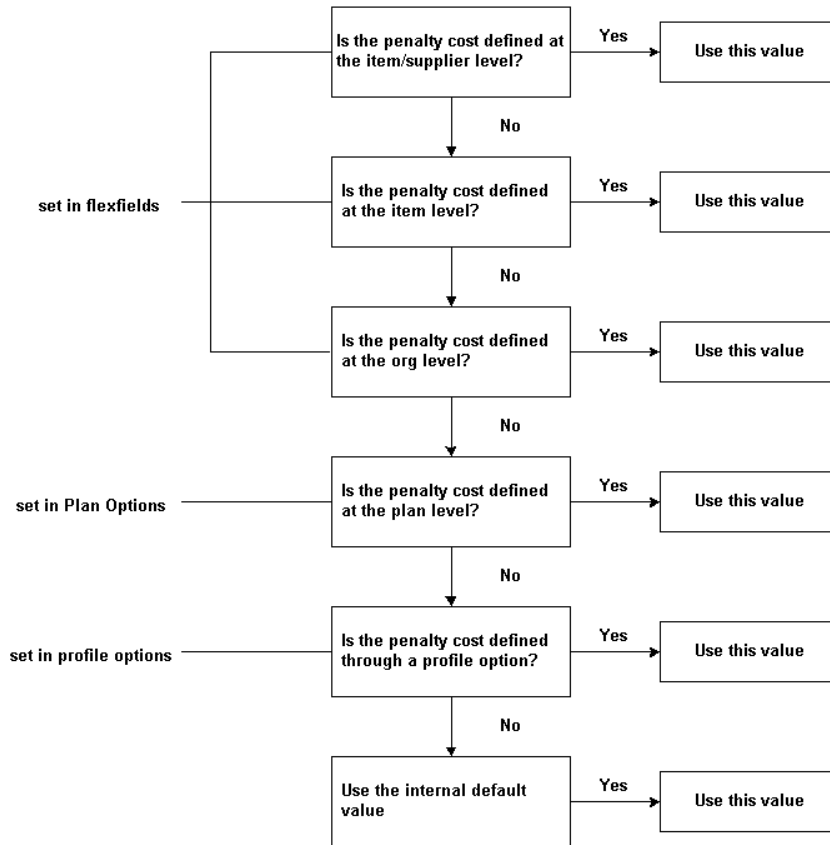 Is the penalty cost defined at
the item/supplier level?
Yes
Use this value
No
set in flexfields
Is the penalty cost defined
at the item level?
Yes
Use this value
No
Is the penalty cost defined
at the org level?
Yes
Use this value
No
set in Plan Options
Is the penalty cost defined
at the plan level?
Yes
Use this value
No
set in profile options
Is the penalty cost defined
through a profile option?
Yes
Use this value
No
Use the internal default
value
Yes
Use this value